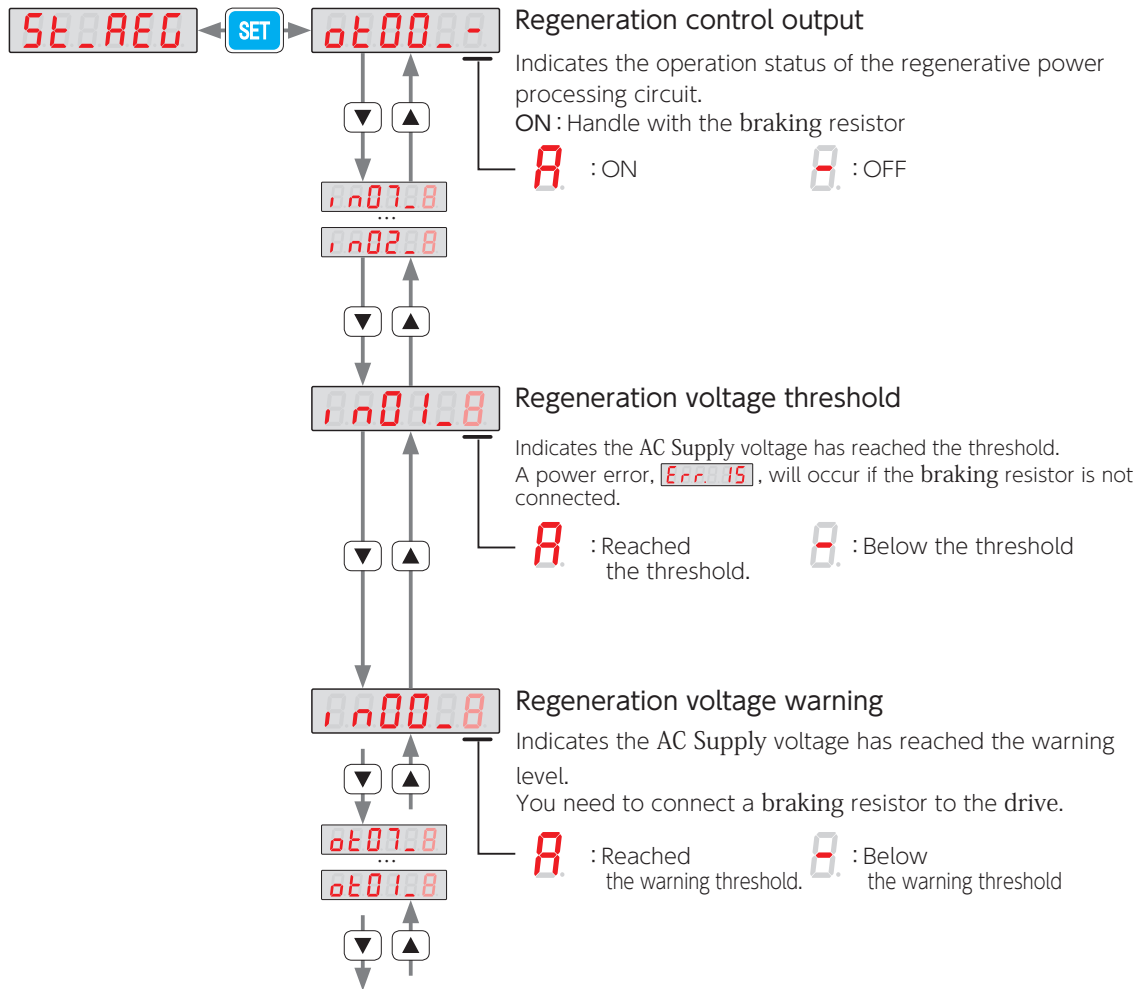 St_REG SET ot00_- Regeneration control output
Indicates the operation status of the regenerative power
processing circuit.
ON : Handle with the braking resistor
A : ON - : OFF
in07_8
...
in02_8
in01_8 Regeneration voltage threshold
Indicates the AC Supply voltage has reached the threshold.
A power error, Err. 15 , will occur if the braking resistor is not
connected.
A : Reached - : Below the threshold
the threshold.
in00_8 Regeneration voltage warning
Indicates the AC Supply voltage has reached the warning
level.
You need to connect a braking resistor to the drive.
ot07_8
...
ot01_8
A : Reached - : Below
the warning threshold. the warning threshold